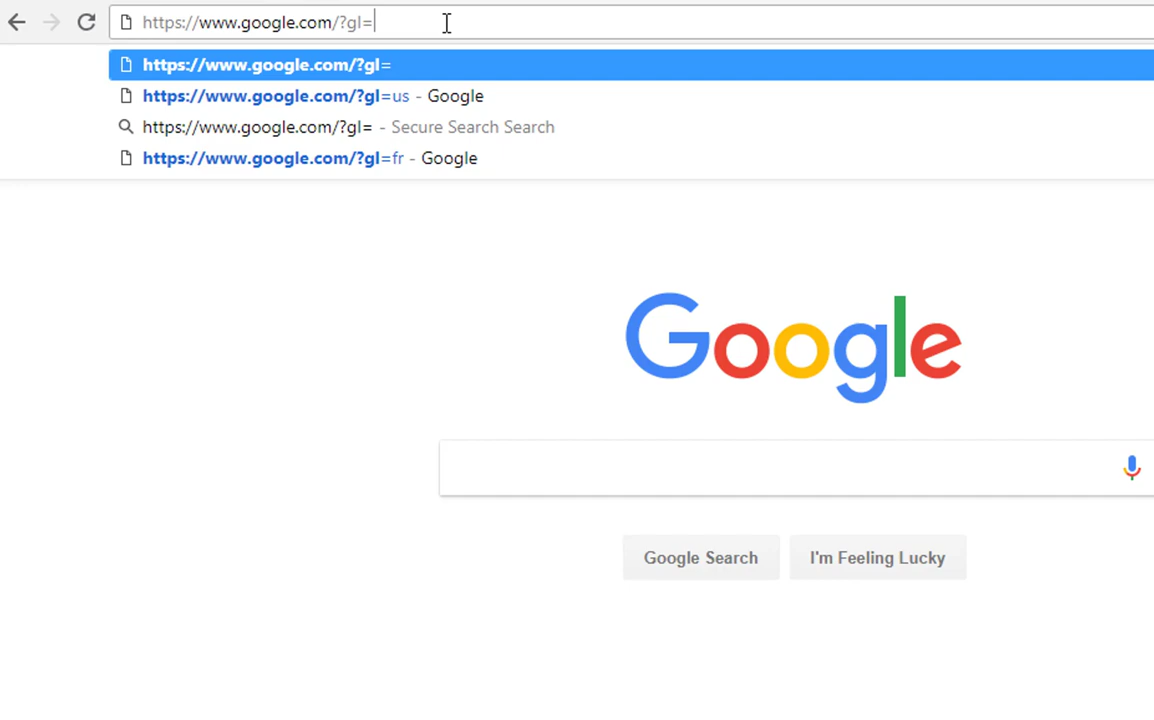 https://www.google.com/?gl=
https://www.google.com/?gl=
https://www.google.com/?gl=us - Google
https://www.google.com/?gl= - Secure Search Search
https://www.google.com/?gl=fr - Google
Google
Google Search I'm Feeling Lucky